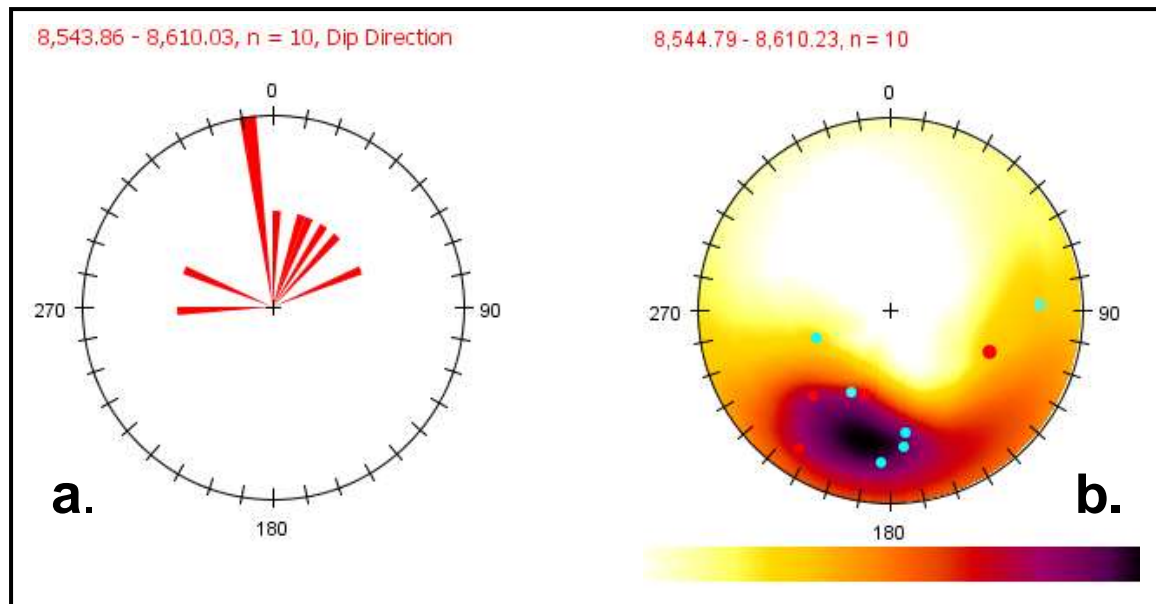 8,543.86 - 8,610.03, n = 10, Dip Direction
0
270
90
180
a.
8,544.79 - 8,610.23, n = 10
0
270
90
180
b.